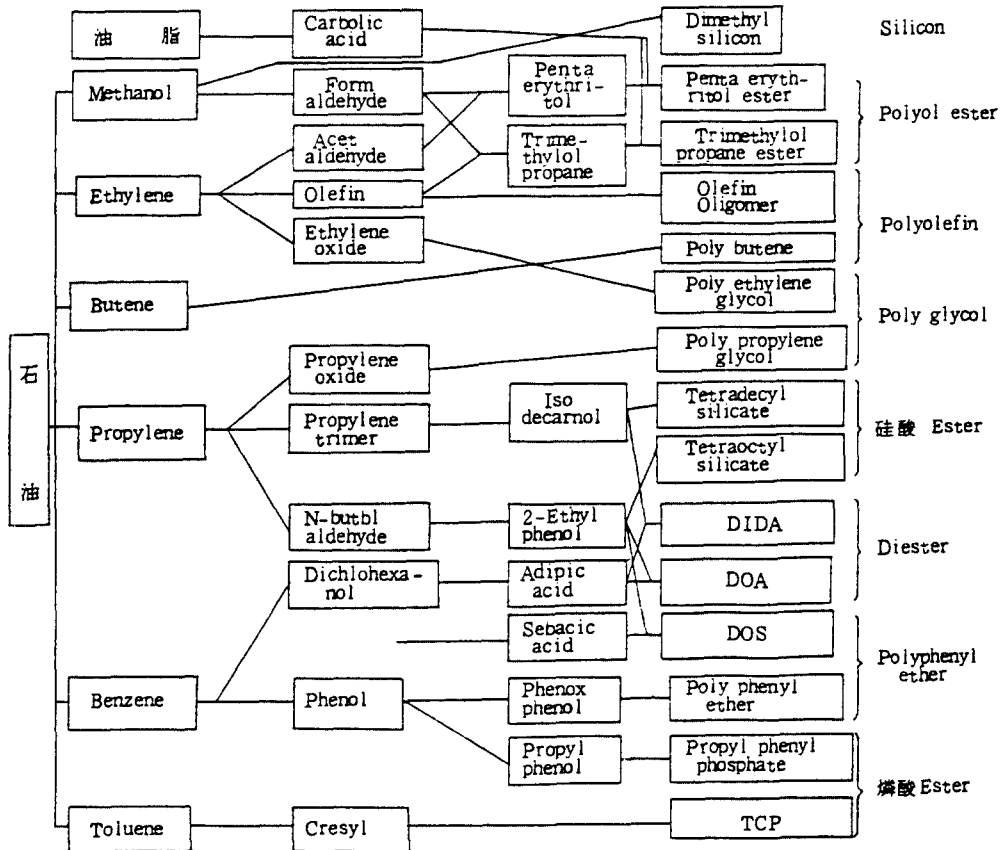 油 脂
Carbolic
acid
Dimethyl
silicon
Silicon
Methanol
Form
aldehyde
Penta
erythri-
tol
Penta eryth-
ritol ester
Polyol ester
Acet
aldehyde
Trime-
thylol
propane
Trimethylol
propane ester
Ethylene
Olefin
Olefin
Oligomer
Polyolefin
Ethylene
oxide
Poly butene
Butene
Poly ethylene
glycol
Poly glycol
石
油
Propylene
oxide
Poly propylene
glycol
Propylene
Propylene
trimer
Iso
decarnol
Tetradecyl
silicate
硅酸 Ester
Tetraoctyl
silicate
N-butbl
aldehyde
2-Ethyl
phenol
DIDA
Diester
Dichlohexa-
nol
Adipic
acid
DOA
Sebacic
acid
DOS
Polyphenyl
ether
Benzene
Phenol
Phenox
phenol
Poly phenyl
ether
Propyl
phenol
Propyl phenyl
phosphate
燐酸 Ester
Toluene
Cresyl
TCP